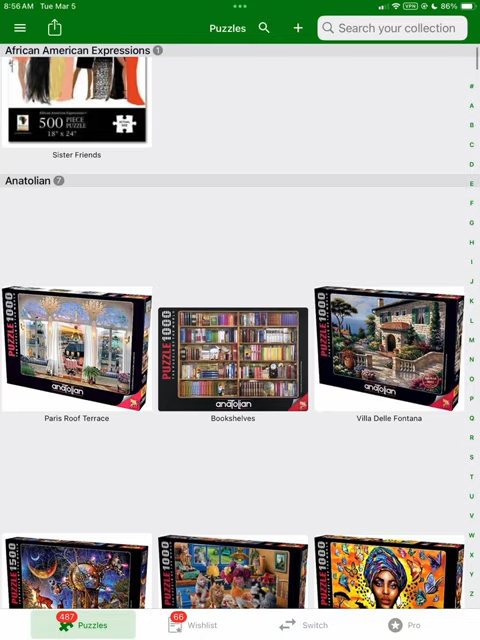 8:56 AM Tue Mar 5
VPN 86%
Puzzles
Search your collection
African American Expressions 1
500 PIECE PUZZLE
18" x 24"
Sister Friends
Anatolian 7
PUZZLE 1000
anatolian
Paris Roof Terrace
PUZZLE 1000
anatolian
Bookshelves
PUZZLE 1000
anatolian
Villa Delle Fontana
PUZZLE 1500
PUZZLE 1000
PUZZLE 1000
#
A
B
C
D
E
F
G
H
I
J
K
L
M
N
O
P
Q
R
S
T
U
V
W
X
Y
Z
487
Puzzles
66
Wishlist
Switch
Pro